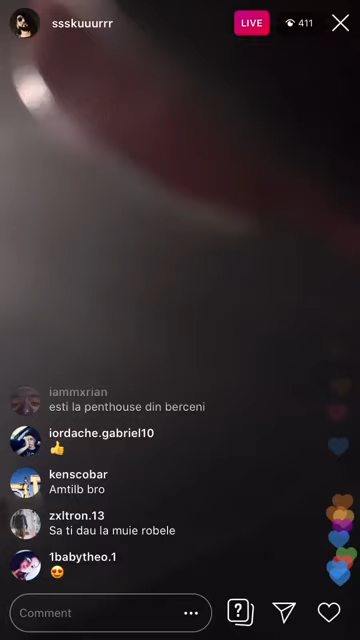 ssskuuurrr
LIVE
411
iammxrian
esti la penthouse din berceni
iordache.gabriel10
👍
kenscobar
Amtilb bro
zxltron.13
Sa ti dau la muie robele
1babytheo.1
😍
Comment